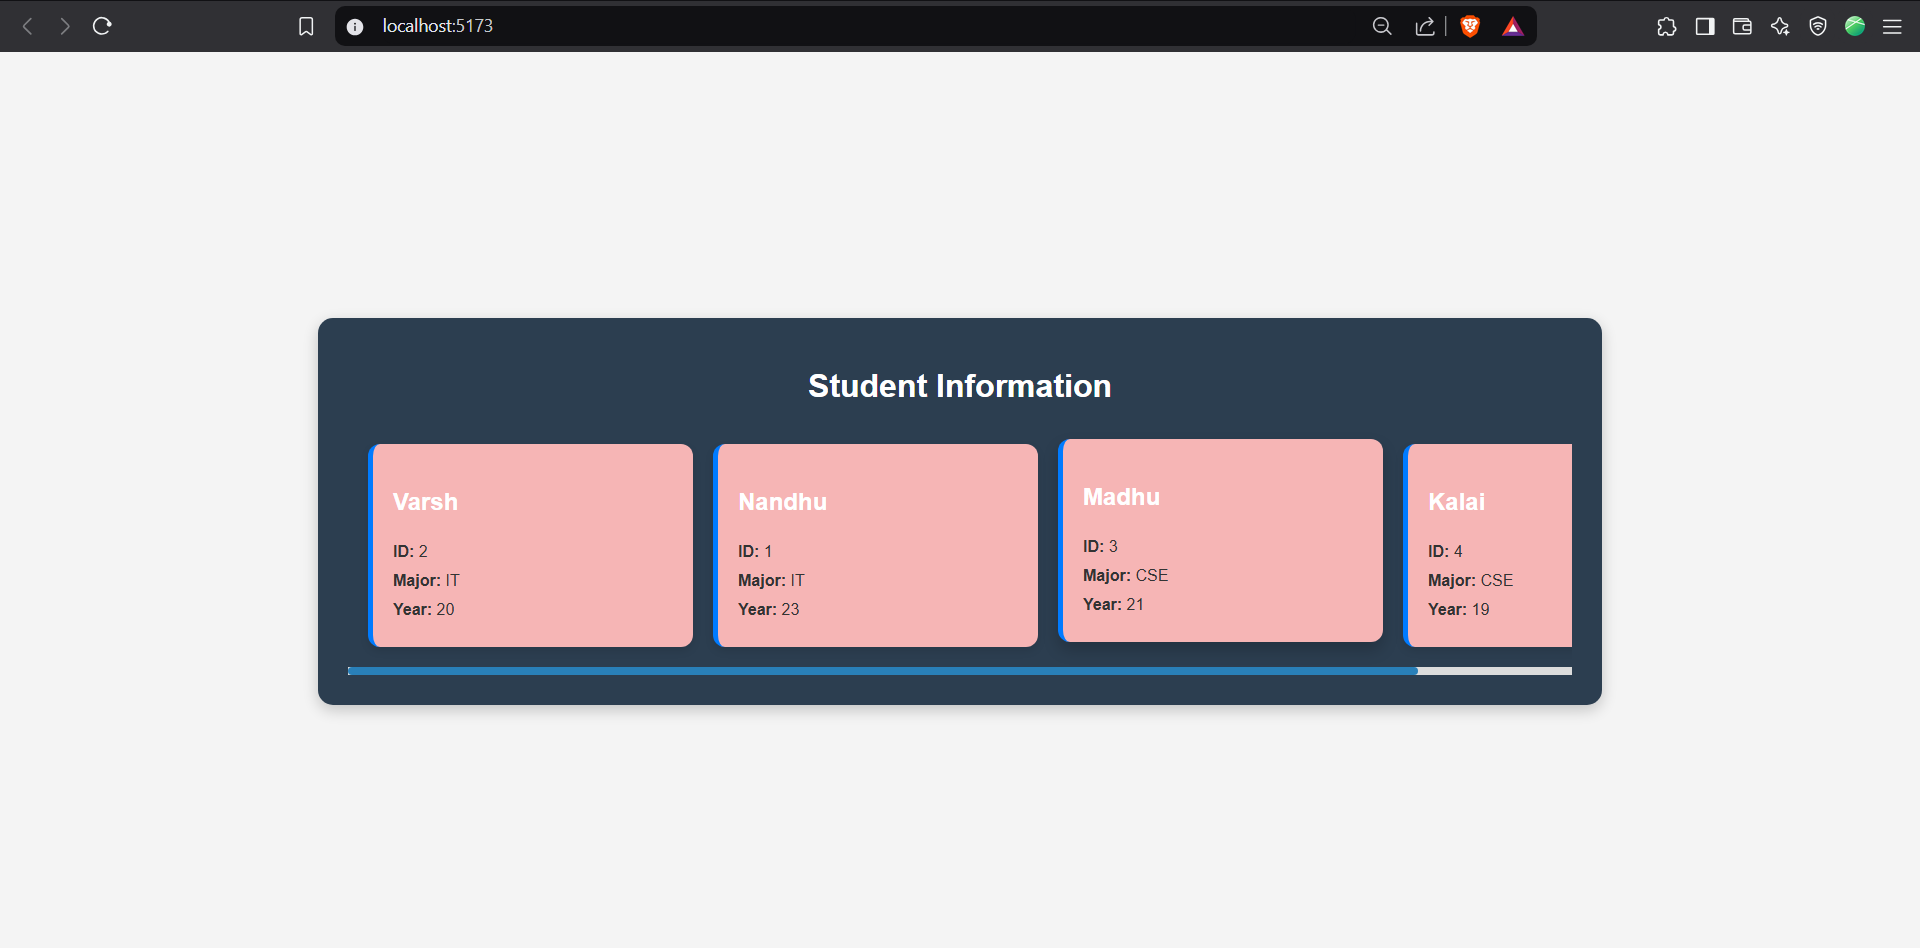 localhost:5173
Student Information
Varsh
ID: 2
Major: IT
Year: 20
Nandhu
ID: 1
Major: IT
Year: 23
Madhu
ID: 3
Major: CSE
Year: 21
Kalai
ID: 4
Major: CSE
Year: 19